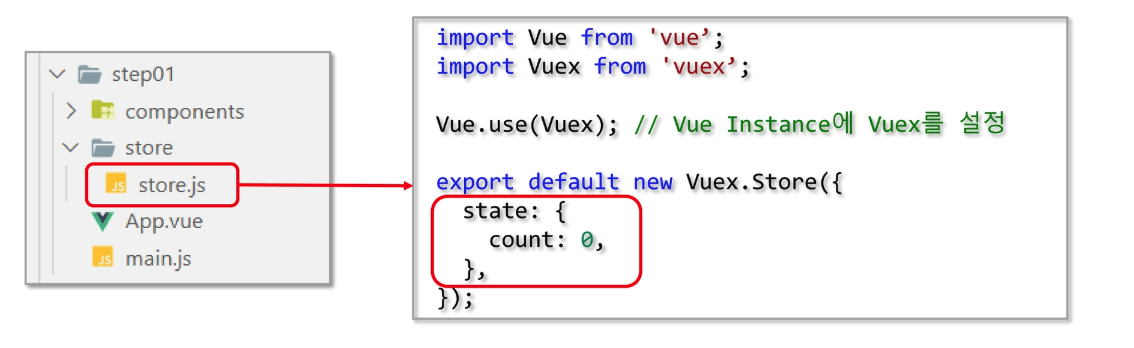 step01
components
store
JS store.js
App.vue
JS main.js
import Vue from 'vue’;
import Vuex from 'vuex’;
Vue.use(Vuex); // Vue Instance에 Vuex를 설정
export default new Vuex.Store({
state: {
count: 0,
},
});